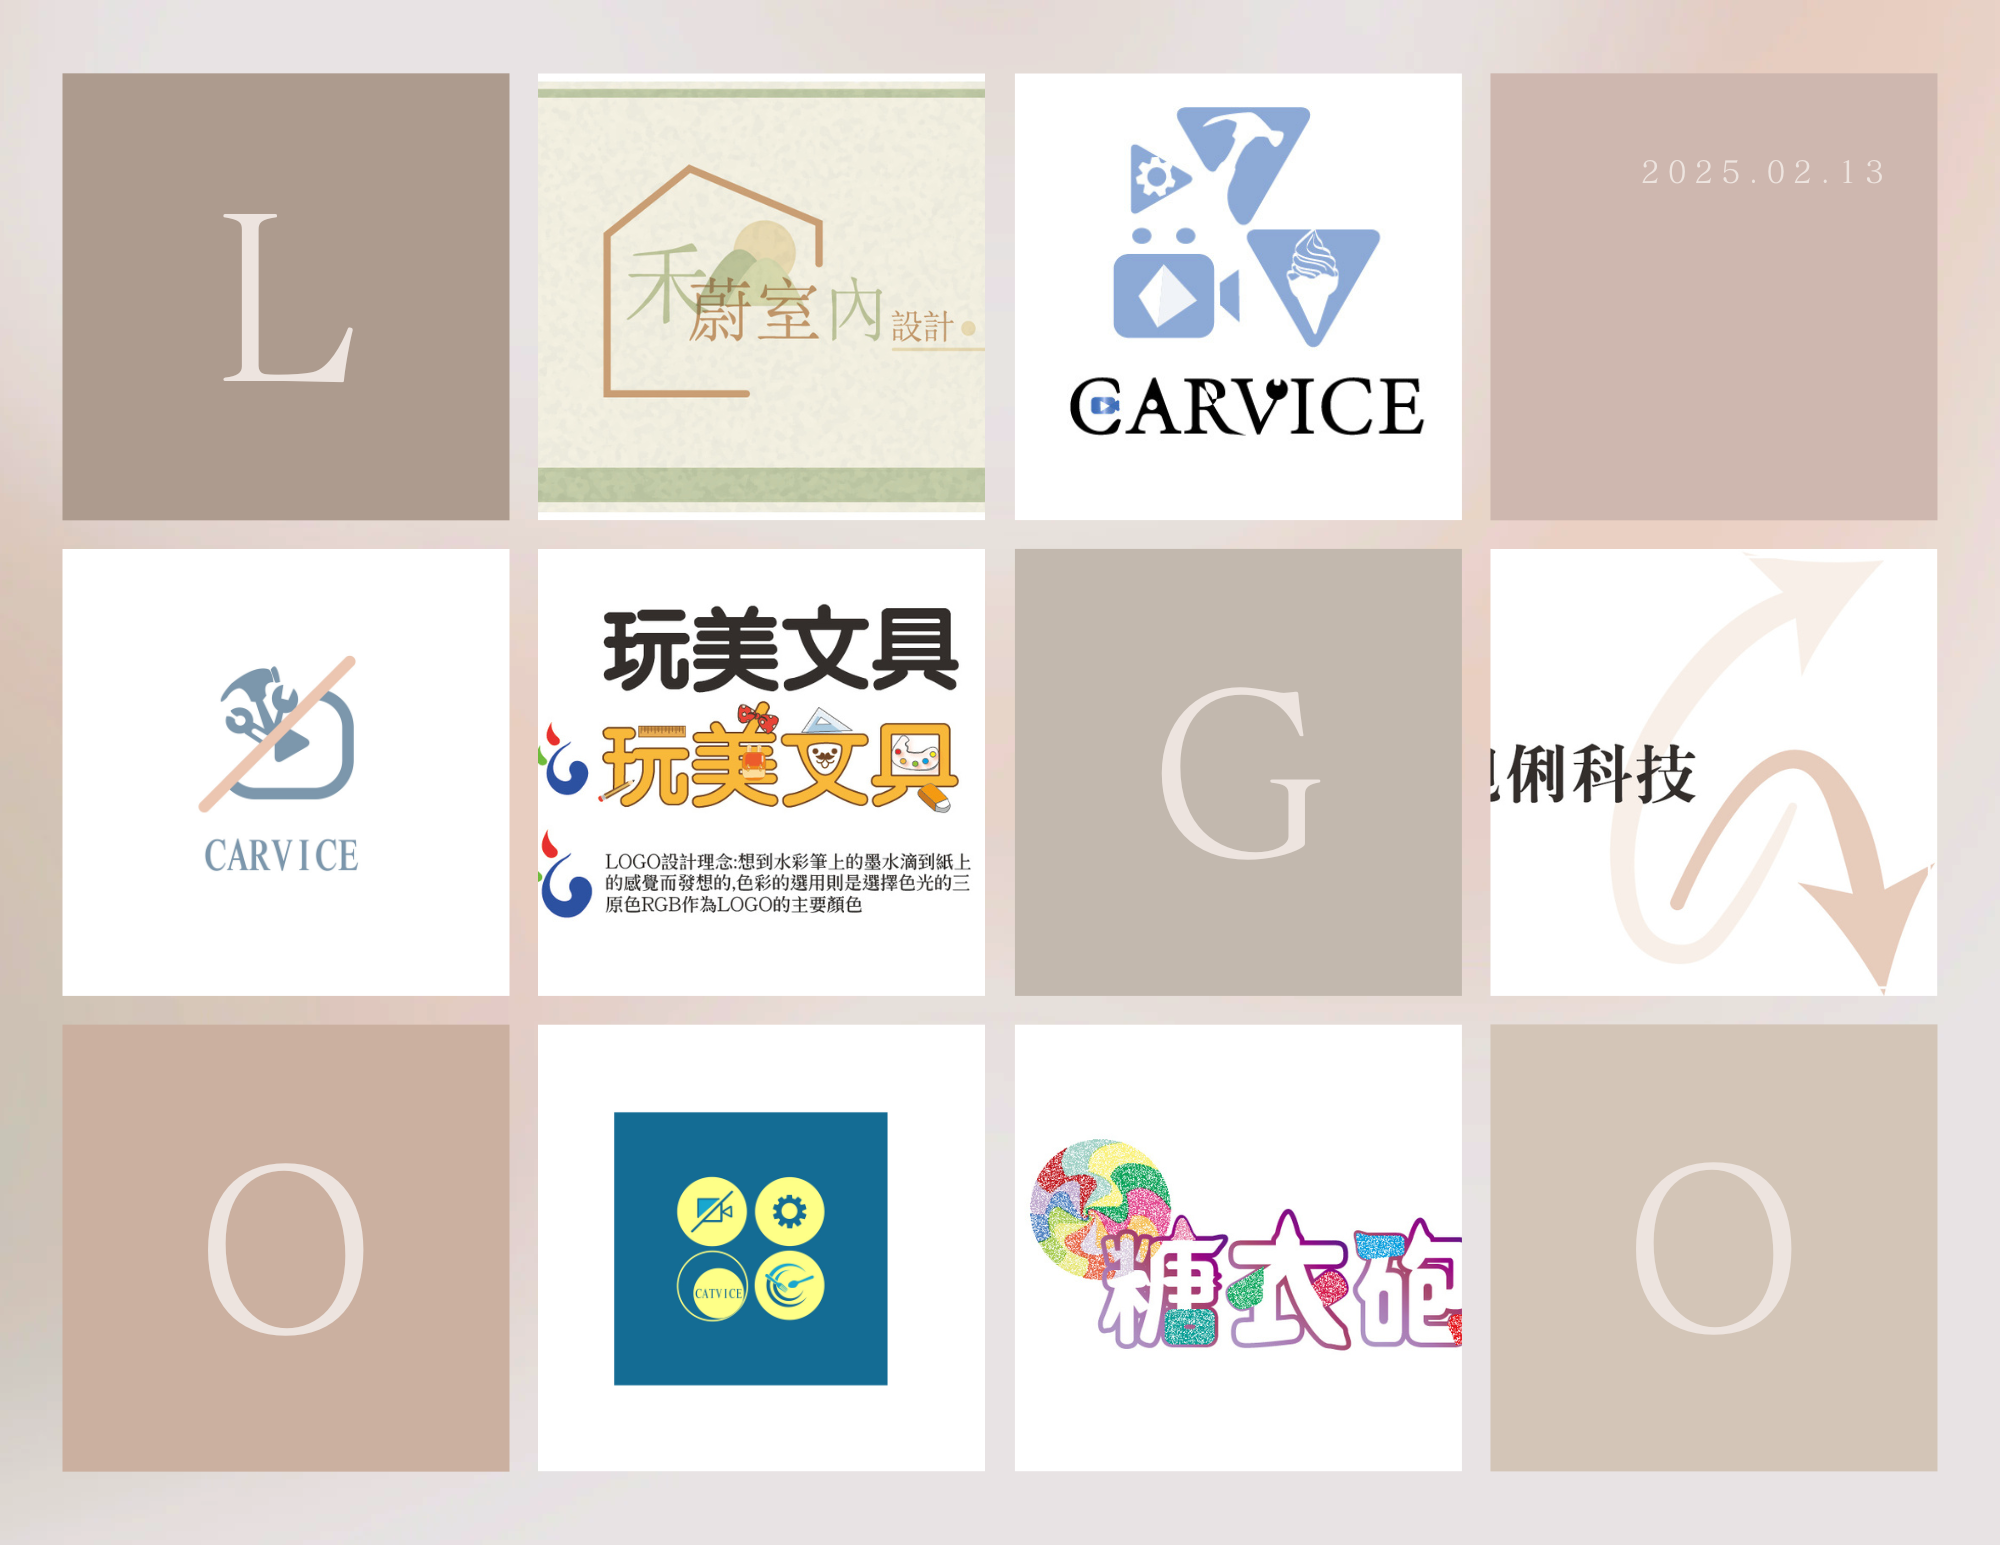 L
禾蔚室內設計
CARVICE
2025.02.13
CARVICE
玩美文具
玩美文具
LOGO設計理念:想到水彩筆上的墨水滴到紙上
的感覺而發想的,色彩的選用則是選擇色光的三
原色RGB作為LOGO的主要顏色
G
俐科技
O
CATVICE
糖衣砲
O